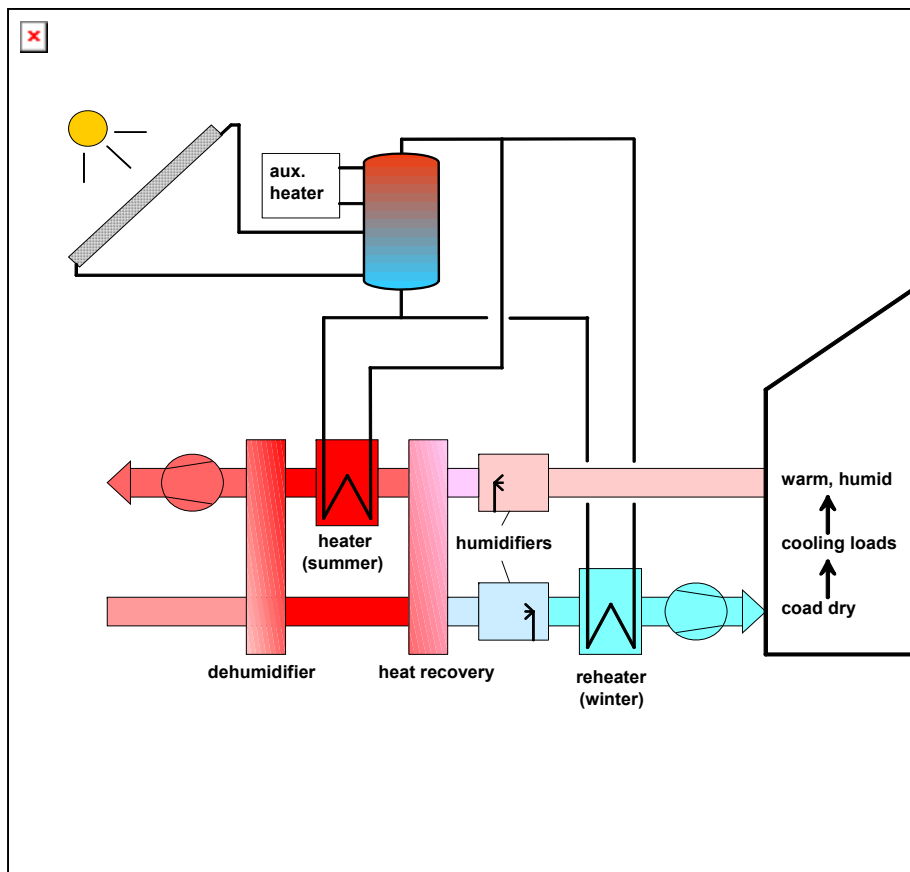 aux.
heater
warm, humid
heater
(summer)
humidifiers
cooling loads
coad dry
dehumidifier
heat recovery
reheater
(winter)